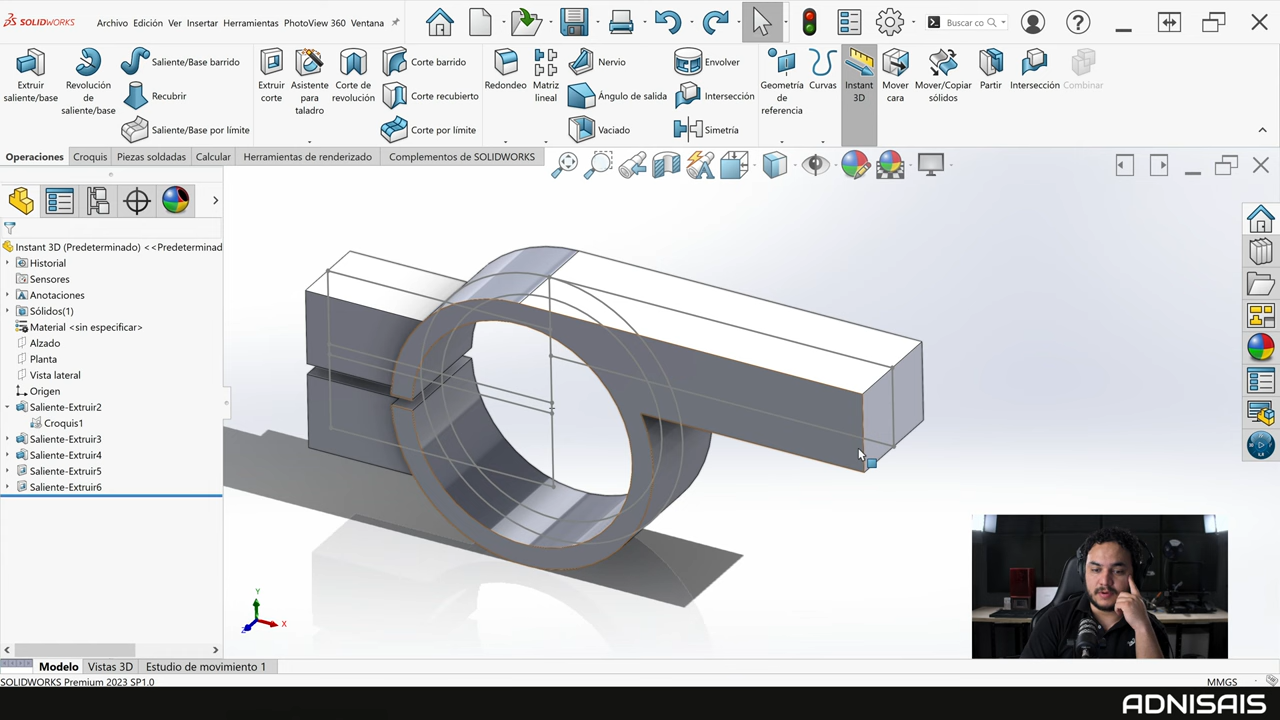 SOLIDWORKS
Archivo Edición Ver Insertar Herramientas PhotoView 360 Ventana
Buscar co
Extruir saliente/base
Revolución de saliente/base
Saliente/Base barrido
Recubrir
Saliente/Base por límite
Extruir corte
Asistente para taladro
Corte de revolución
Corte barrido
Corte recubierto
Corte por límite
Redondeo
Matriz lineal
Nervio
Ángulo de salida
Vaciado
Envolver
Intersección
Simetría
Geometría de referencia
Curvas
Instant 3D
Mover cara
Mover/Copiar sólidos
Partir
Intersección
Combinar
Operaciones Croquis Piezas soldadas Calcular Herramientas de renderizado Complementos de SOLIDWORKS
Instant 3D (Predeterminado) <<Predeterminad
Historial
Sensores
Anotaciones
Sólidos(1)
Material <sin especificar>
Alzado
Planta
Vista lateral
Origen
Saliente-Extruir2
Croquis1
Saliente-Extruir3
Saliente-Extruir4
Saliente-Extruir5
Saliente-Extruir6
Y
X
Z
Modelo Vistas 3D Estudio de movimiento 1
SOLIDWORKS Premium 2023 SP1.0
MMGS
ADNISAIS